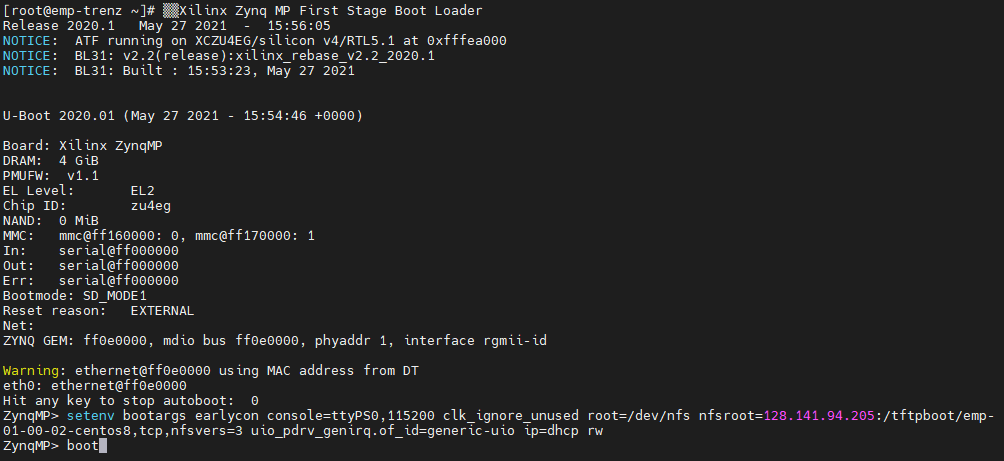 [root@emp-trenz ~]# ▒▒Xilinx Zynq MP First Stage Boot Loader
Release 2020.1   May 27 2021  -  15:56:05
NOTICE:  ATF running on XCZU4EG/silicon v4/RTL5.1 at 0xfffea000
NOTICE:  BL31: v2.2(release):xilinx_rebase_v2.2_2020.1
NOTICE:  BL31: Built : 15:53:23, May 27 2021
U-Boot 2020.01 (May 27 2021 - 15:54:46 +0000)
Board: Xilinx ZynqMP
DRAM:  4 GiB
PMUFW:  v1.1
EL Level:       EL2
Chip ID:        zu4eg
NAND:  0 MiB
MMC:   mmc@ff160000: 0, mmc@ff170000: 1
In:    serial@ff000000
Out:   serial@ff000000
Err:   serial@ff000000
Bootmode: SD_MODE1
Reset reason:   EXTERNAL
Net:
ZYNQ GEM: ff0e0000, mdio bus ff0e0000, phyaddr 1, interface rgmii-id
Warning: ethernet@ff0e0000 using MAC address from DT
eth0: ethernet@ff0e0000
Hit any key to stop autoboot:  0
ZynqMP> setenv bootargs earlycon console=ttyPS0,115200 clk_ignore_unused root=/dev/nfs nfsroot=128.141.94.205:/tftpboot/emp-
01-00-02-centos8,tcp,nfsvers=3 uio_pdrv_genirq.of_id=generic-uio ip=dhcp rw
ZynqMP> boot